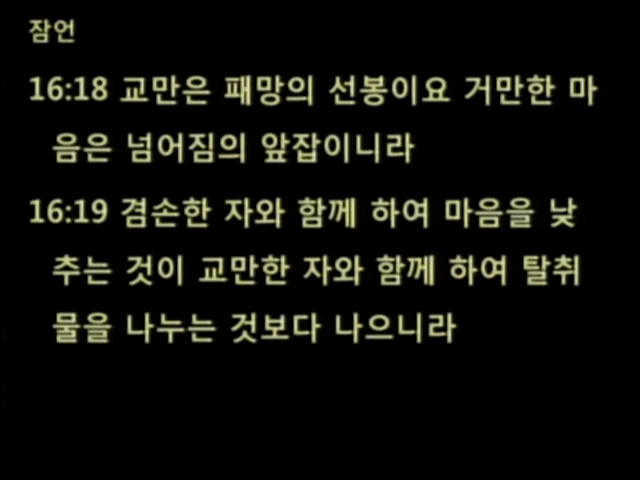 잠언
16:18 교만은 패망의 선봉이요 거만한 마
음은 넘어짐의 앞잡이니라
16:19 겸손한 자와 함께 하여 마음을 낮
추는 것이 교만한 자와 함께 하여 탈취
물을 나누는 것보다 나으니라